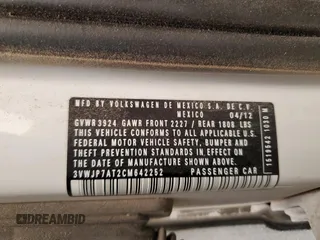 MFD BY VOLKSWAGEN DE MEXICO S.A. DE C.V.
MEXICO 04/12
GVWR 3924 GAWR FRONT 2227 / REAR 1808 LBS
THIS VEHICLE CONFORMS TO ALL APPLICABLE U.S.
FEDERAL MOTOR VEHICLE SAFETY, BUMPER AND
THEFT PREVENTION STANDARDS IN EFFECT ON THE
DATE OF MANUFACTURE SHOWN ABOVE.
3VWJP7AT2CM642252 PASSENGER CAR
DREAMBID